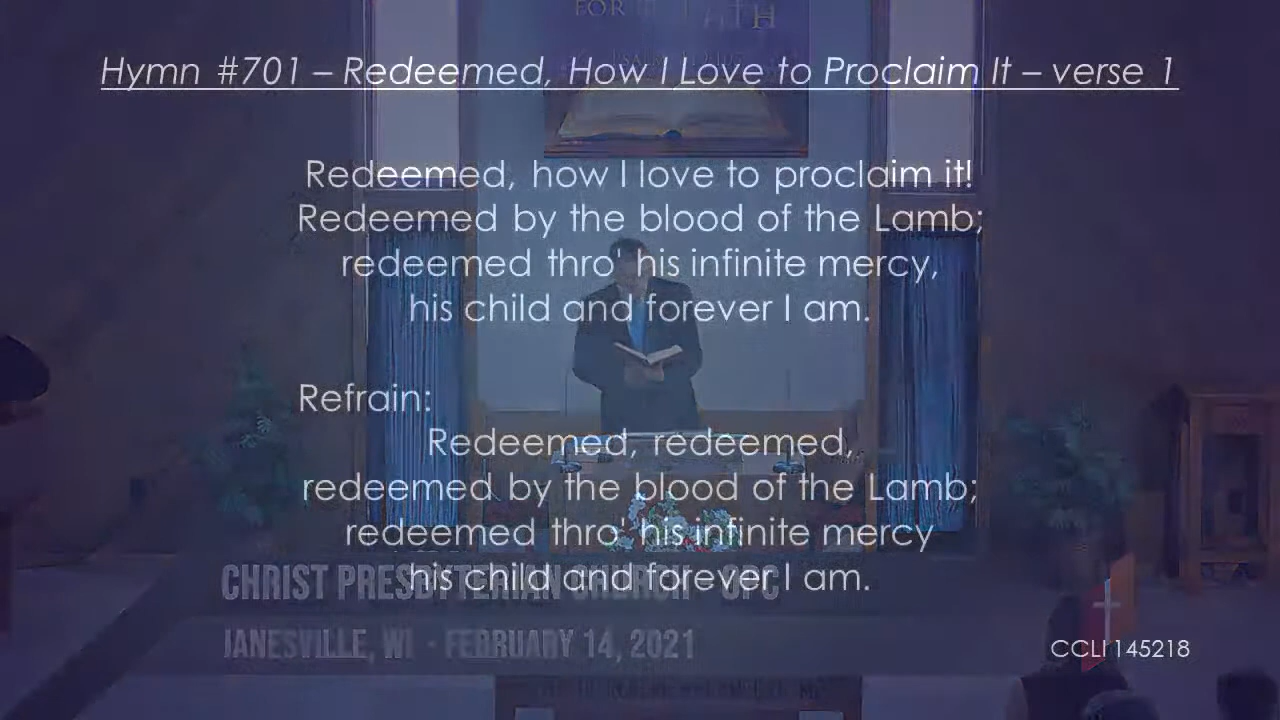 FOR
Hymn #701 – Redeemed, How I Love to Proclaim It – verse 1
Redeemed, how I love to proclaim it!
Redeemed by the blood of the Lamb;
redeemed thro' his infinite mercy,
his child and forever I am.
Refrain:
Redeemed, redeemed,
redeemed by the blood of the Lamb;
redeemed thro' his infinite mercy
his child and forever I am.
CHRIST PRESBYTERIAN CHURCH - OPC
JANESVILLE, WI - FEBRUARY 14, 2021
CCLI 145218